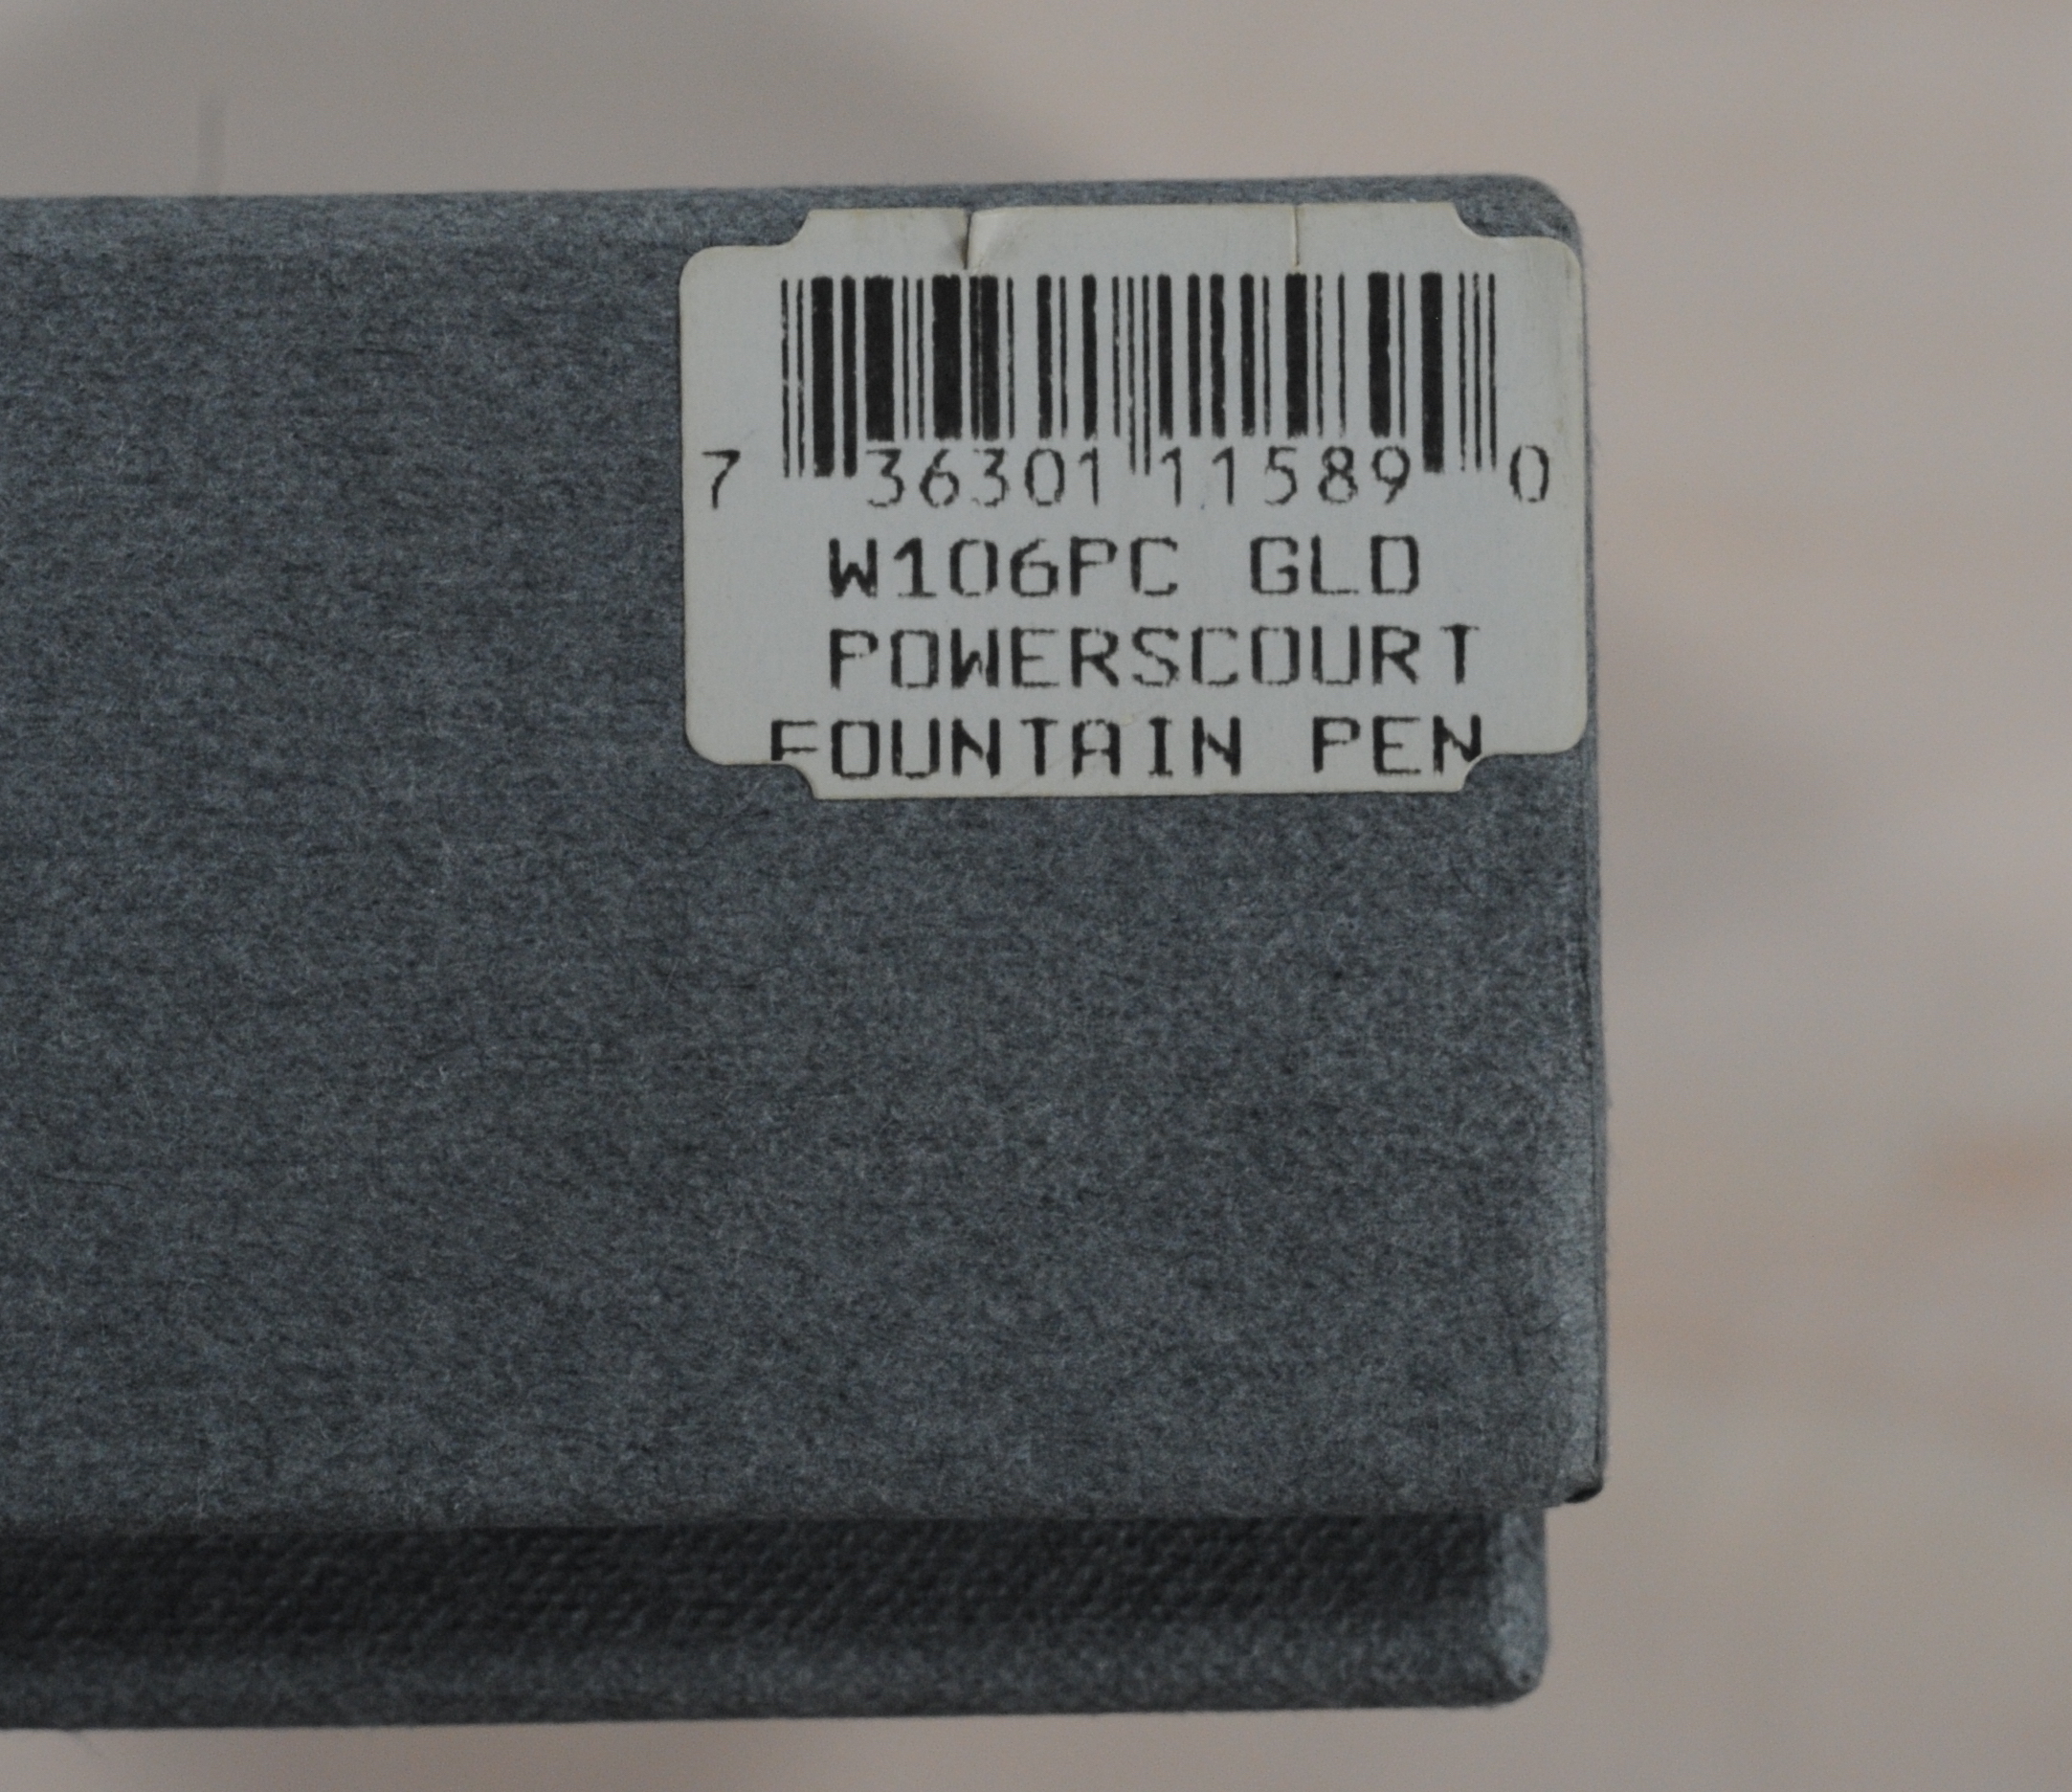 7 36301 11589 0
W106PC GLD
POWERSCOURT
FOUNTAIN PEN